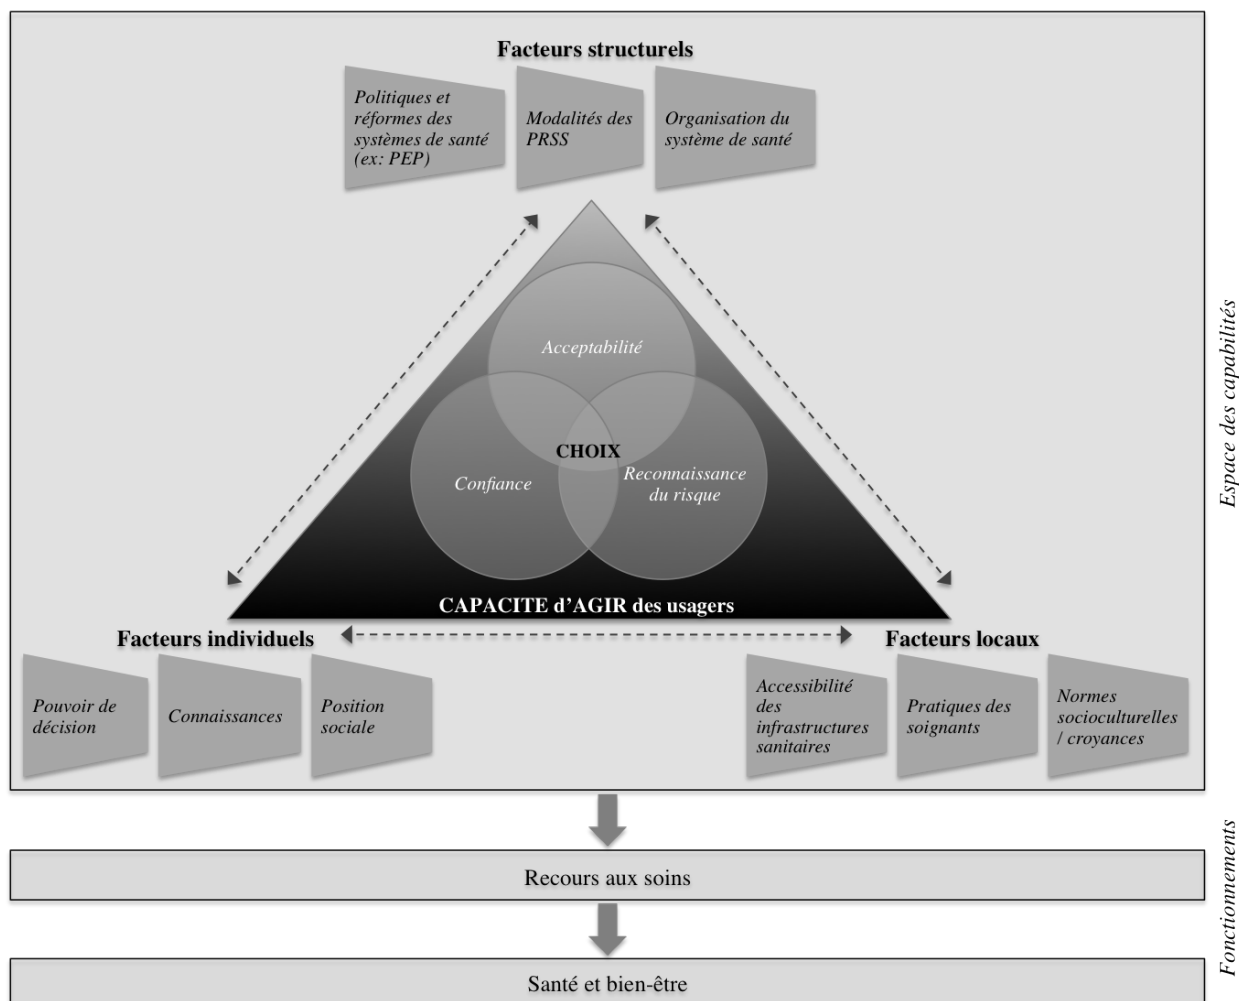 Facteurs structurels
Politiques et
réformes des
systèmes de santé
(ex: PEP)
Modalités des
PRSS
Organisation du
système de santé
Acceptabilité
CHOIX
Confiance
Reconnaissance
du risque
CAPACITE d’AGIR des usagers
Facteurs individuels
Facteurs locaux
Pouvoir de
décision
Connaissances
Position
sociale
Accessibilité
des
infrastructures
sanitaires
Pratiques des
soignants
Normes
socioculturelles
/ croyances
Espace des capabilités
Recours aux soins
Santé et bien-être
Fonctionnements